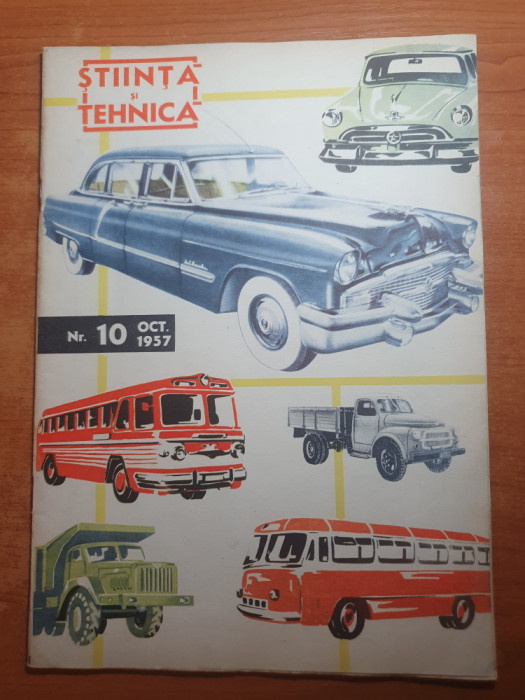 ŞTIINŢA
ŞI
TEHNICA
Nr. 10 OCT.
1957